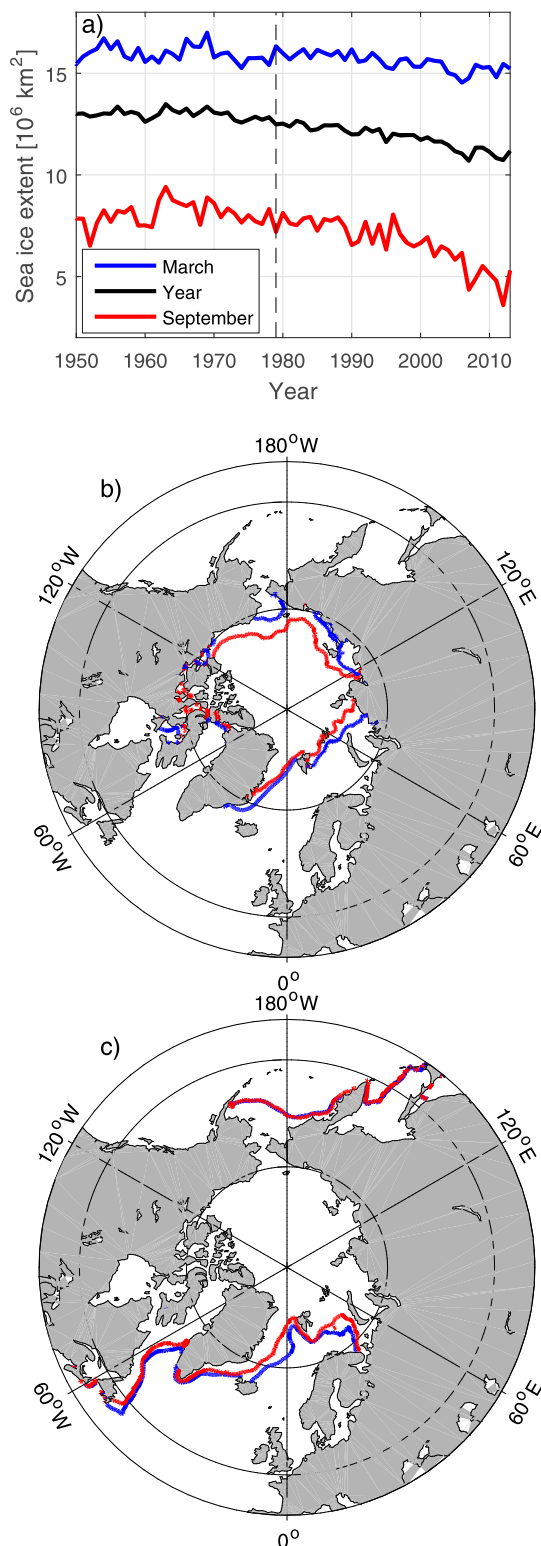 a)
Sea ice extent [10⁶ km²]
15
10
5
March
Year
September
1950 1960 1970 1980 1990 2000 2010
Year
b)
180°W
120°W
120°E
60°W
60°E
0°
180°W
c)
120°W
120°E
60°W
60°E
0°